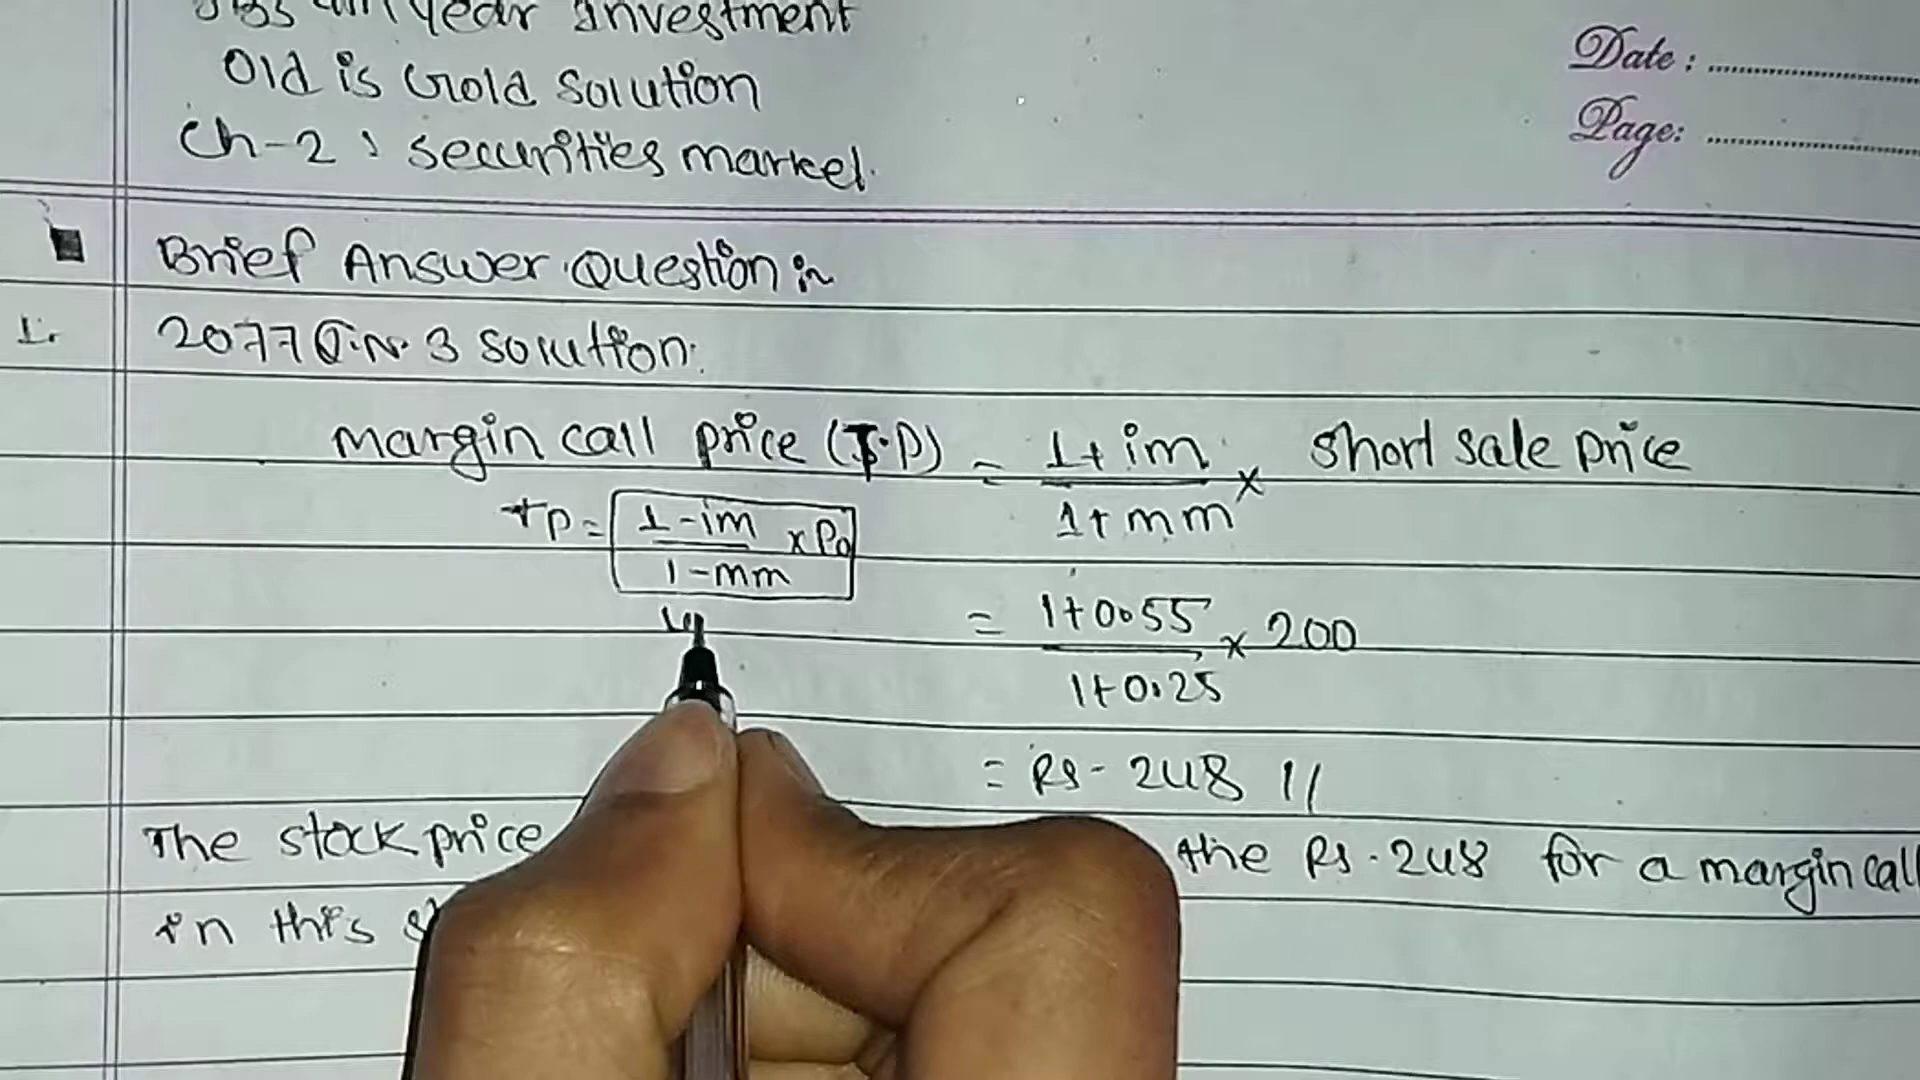 year Investment
Old is Gold Solution
Ch-2 : securities market.
Date : ....................
Page: ....................
Brief Answer Question :~
1. 2077 Q.N. 3 Solution.
margin call price (T.P) = 1+im / 1+mm × Short Sale price
TP = 1-im / 1-mm × P0
= 1+0.55 / 1+0.25 × 200
= Rs - 248 //
The stock price the Rs. 248 for a margin call
in this